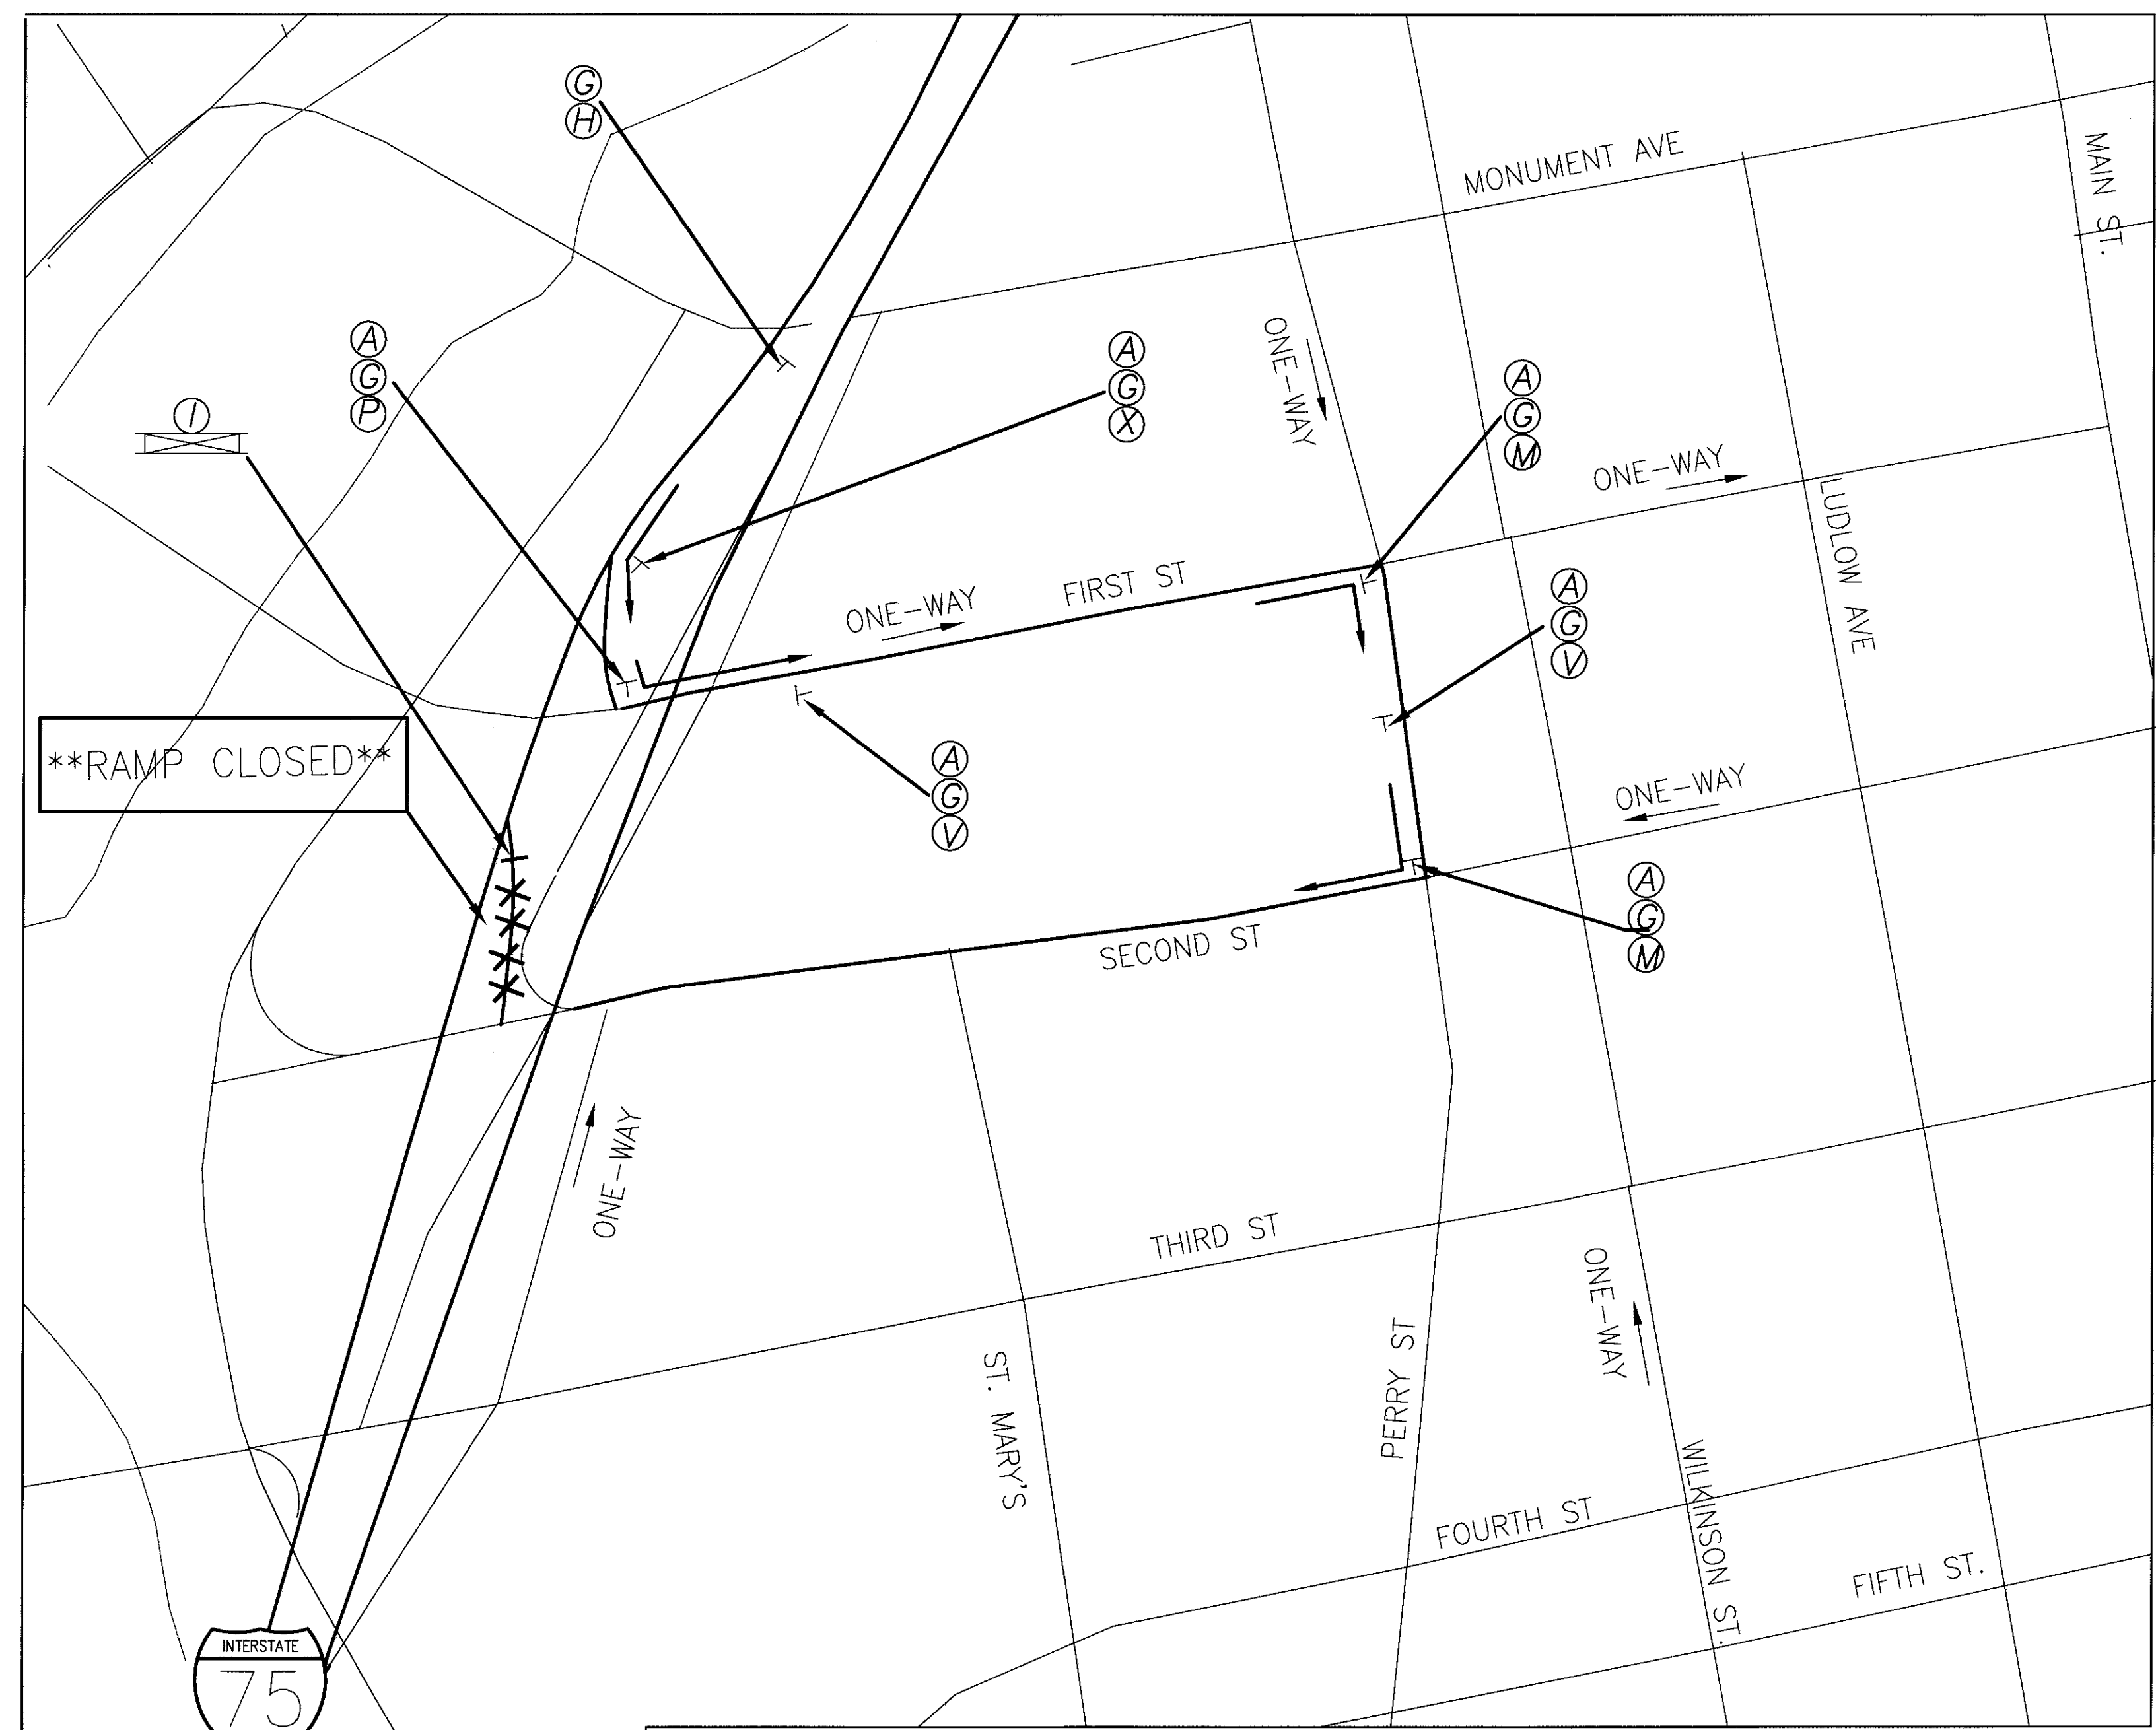 G
H
MONUMENT AVE
MAIN ST.
A
G
P
I
A
G
X
ONE-WAY
A
G
M
ONE-WAY
LUDLOW AVE
ONE-WAY
FIRST ST
A
G
V
**RAMP CLOSED**
A
G
V
ONE-WAY
A
G
M
SECOND ST
ONE-WAY
THIRD ST
ONE-WAY
ST. MARY'S
PERRY ST
WILKINSON ST.
FOURTH ST
FIFTH ST.
INTERSTATE
75